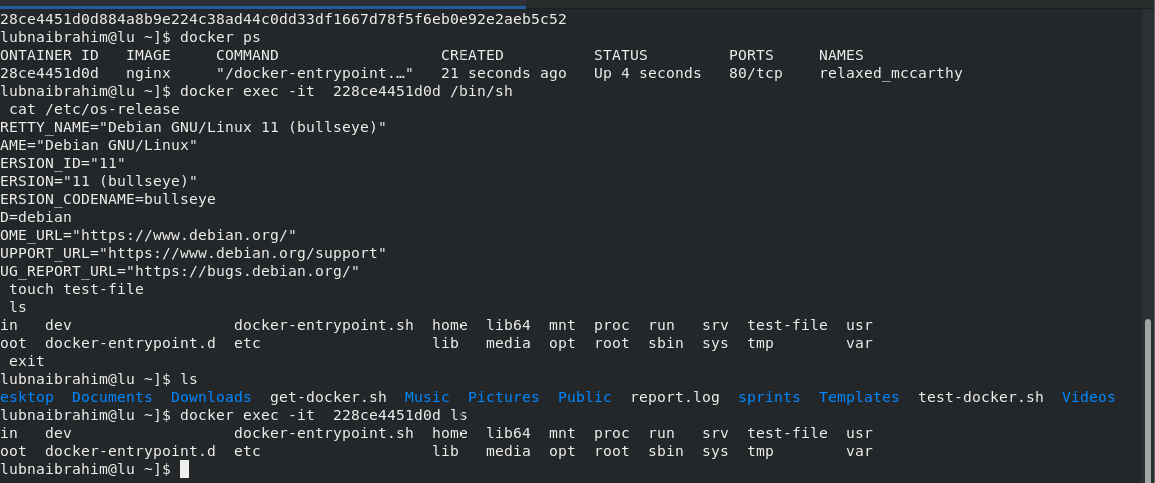 28ce4451d0d884a8b9e224c38ad44c0dd33df1667d78f5f6eb0e92e2aeb5c52
lubnaibrahim@lu ~]$ docker ps
ONTAINER ID   IMAGE     COMMAND                  CREATED          STATUS         PORTS     NAMES
28ce4451d0d   nginx     "/docker-entrypoint.…"   21 seconds ago   Up 4 seconds   80/tcp    relaxed_mccarthy
lubnaibrahim@lu ~]$ docker exec -it  228ce4451d0d /bin/sh
 cat /etc/os-release
RETTY_NAME="Debian GNU/Linux 11 (bullseye)"
AME="Debian GNU/Linux"
ERSION_ID="11"
ERSION="11 (bullseye)"
ERSION_CODENAME=bullseye
D=debian
OME_URL="https://www.debian.org/"
UPPORT_URL="https://www.debian.org/support"
UG_REPORT_URL="https://bugs.debian.org/"
 touch test-file
 ls
in   dev                  docker-entrypoint.sh  home  lib64  mnt  proc  run   srv  test-file  usr
oot  docker-entrypoint.d  etc                   lib   media  opt  root  sbin  sys  tmp        var
 exit
lubnaibrahim@lu ~]$ ls
esktop  Documents  Downloads  get-docker.sh  Music  Pictures  Public  report.log  sprints  Templates  test-docker.sh  Videos
lubnaibrahim@lu ~]$ docker exec -it  228ce4451d0d ls
in   dev                  docker-entrypoint.sh  home  lib64  mnt  proc  run   srv  test-file  usr
oot  docker-entrypoint.d  etc                   lib   media  opt  root  sbin  sys  tmp        var
lubnaibrahim@lu ~]$